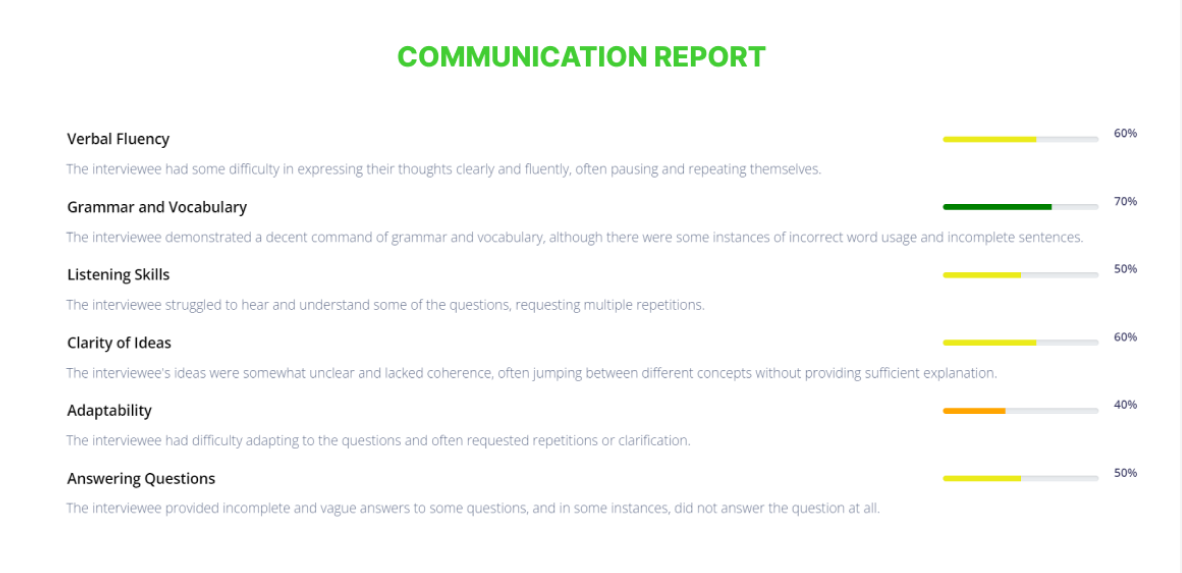 COMMUNICATION REPORT
Verbal Fluency
60%
The interviewee had some difficulty in expressing their thoughts clearly and fluently, often pausing and repeating themselves.
Grammar and Vocabulary
70%
The interviewee demonstrated a decent command of grammar and vocabulary, although there were some instances of incorrect word usage and incomplete sentences.
Listening Skills
50%
The interviewee struggled to hear and understand some of the questions, requesting multiple repetitions.
Clarity of Ideas
60%
The interviewee's ideas were somewhat unclear and lacked coherence, often jumping between different concepts without providing sufficient explanation.
Adaptability
40%
The interviewee had difficulty adapting to the questions and often requested repetitions or clarification.
Answering Questions
50%
The interviewee provided incomplete and vague answers to some questions, and in some instances, did not answer the question at all.